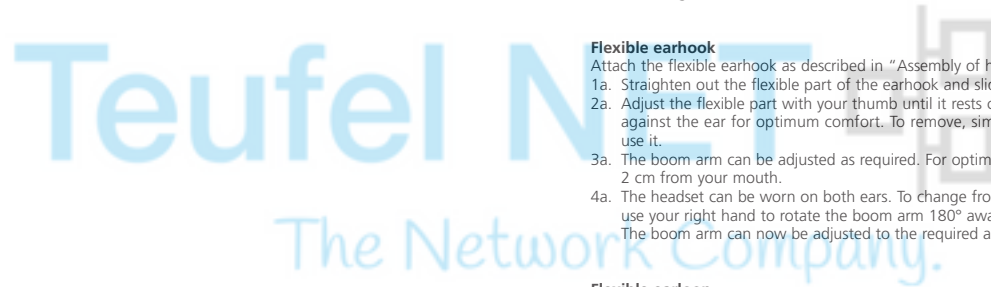 Teufel NET
The Network Company.
Flexible earhook
Attach the flexible earhook as described in “Assembly of h
1a. Straighten out the flexible part of the earhook and slid
2a. Adjust the flexible part with your thumb until it rests c
against the ear for optimum comfort. To remove, sim
use it.
3a. The boom arm can be adjusted as required. For optim
2 cm from your mouth.
4a. The headset can be worn on both ears. To change fro
use your right hand to rotate the boom arm 180° awa
The boom arm can now be adjusted to the required a